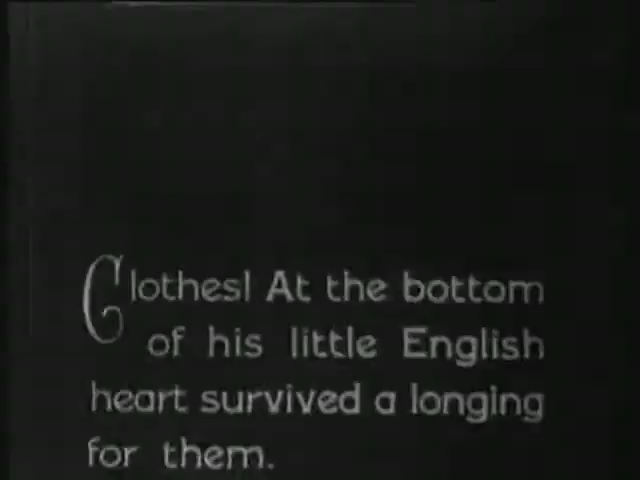 Clothes! At the bottom
of his little English
heart survived a longing
for them.